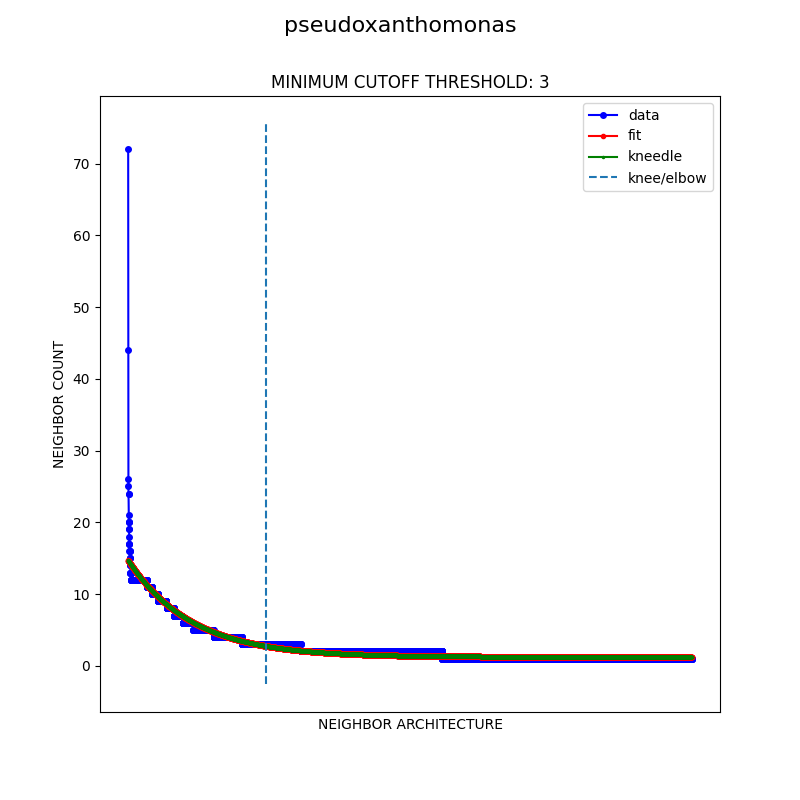 pseudoxanthomonas
MINIMUM CUTOFF THRESHOLD: 3
data
fit
kneedle
knee/elbow
NEIGHBOR COUNT
70
60
50
40
30
20
10
0
NEIGHBOR ARCHITECTURE